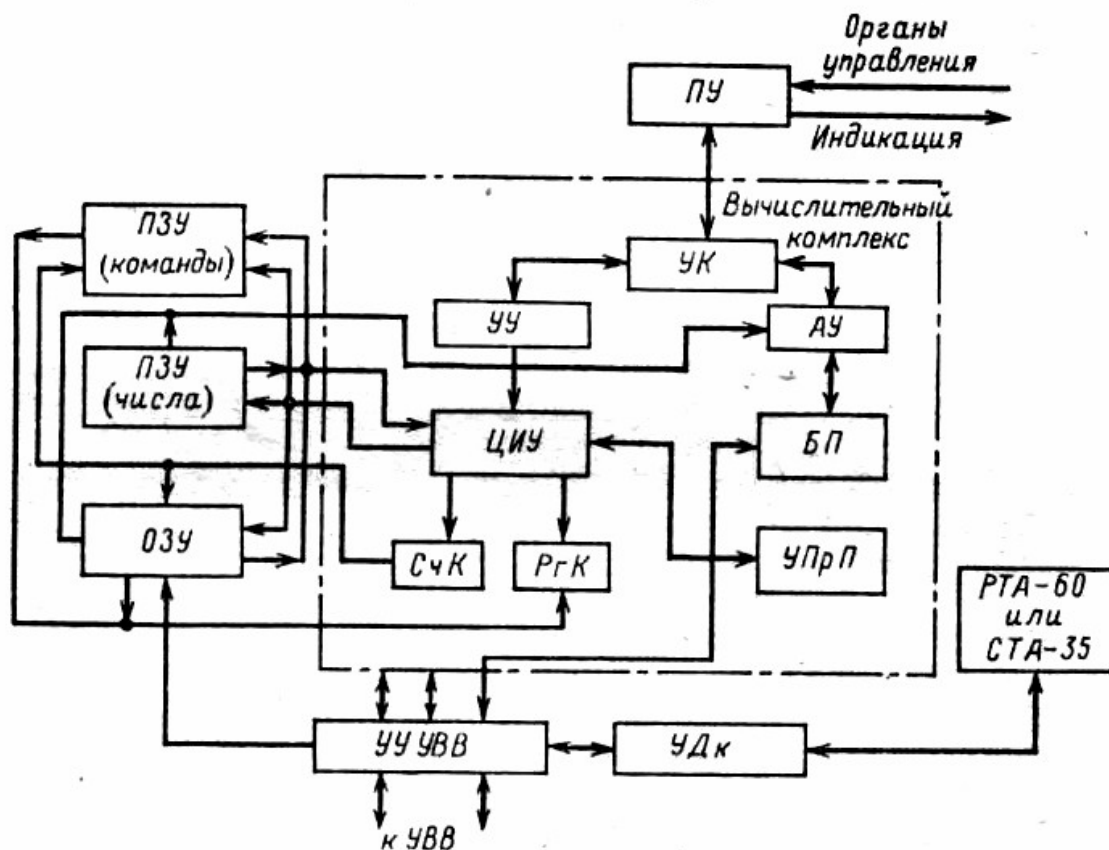 Органы
управления
ПУ
Индикация
Вычислительный
комплекс
ПЗУ
(команды)
УК
УУ
АУ
ПЗУ
(числа)
ЦИУ
БП
ОЗУ
СчК
РгК
УПрП
РТА-60
или
СТА-35
УУ УВВ
УДк
к УВВ